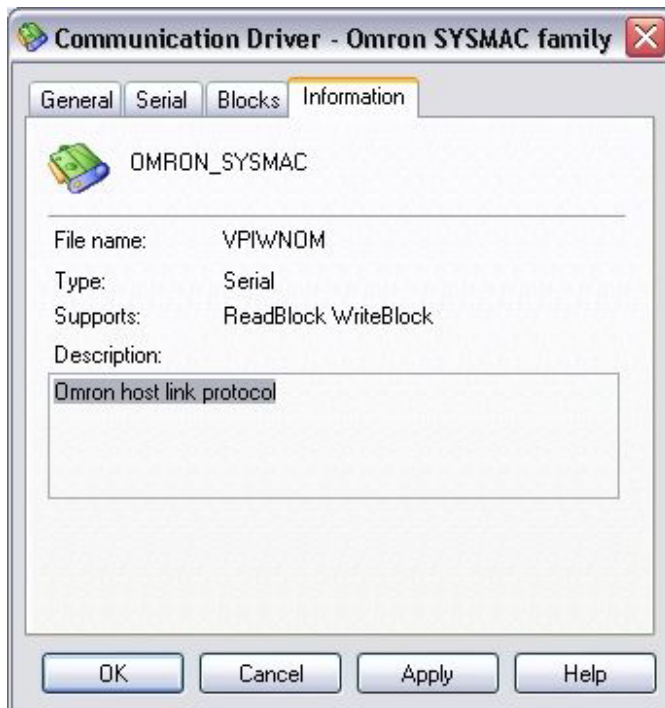 Communication Driver - Omron SYSMAC family
General Serial Blocks Information
OMRON_SYSMAC
File name: VPIWNOM
Type: Serial
Supports: ReadBlock WriteBlock
Description:
Omron host link protocol
OK Cancel Apply Help